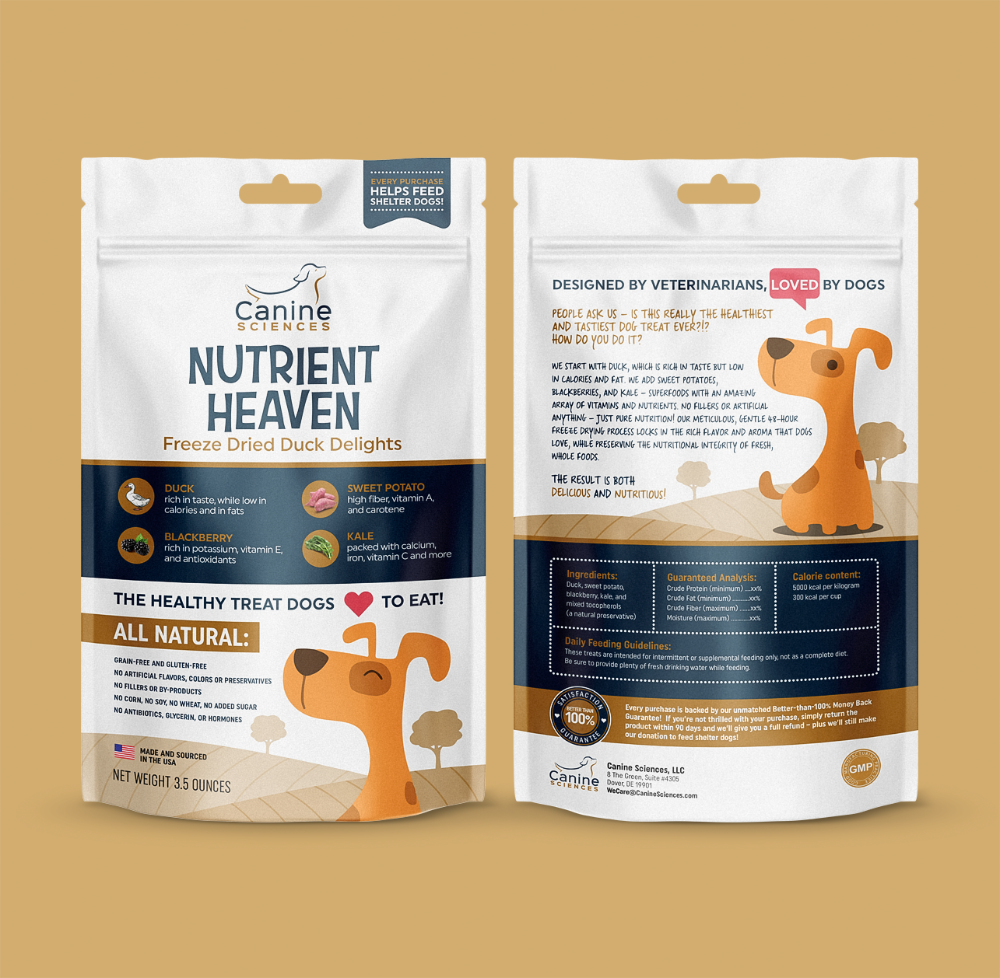 EVERY PURCHASE
HELPS FEED
SHELTER DOGS!
Canine
SCIENCES
NUTRIENT
HEAVEN
Freeze Dried Duck Delights
DUCK
rich in taste, while low in
calories and in fats
SWEET POTATO
high fiber, vitamin A,
and carotene
BLACKBERRY
rich in potassium, vitamin E,
and antioxidants
KALE
packed with calcium,
iron, vitamin C and more
THE HEALTHY TREAT DOGS TO EAT!
ALL NATURAL:
GRAIN-FREE AND GLUTEN-FREE
NO ARTIFICIAL FLAVORS, COLORS OR PRESERVATIVES
NO FILLERS OR BY-PRODUCTS
NO CORN, NO SOY, NO WHEAT, NO ADDED SUGAR
NO ANTIBIOTICS, GLYCERIN, OR HORMONES
MADE AND SOURCED
IN THE USA
NET WEIGHT 3.5 OUNCES
DESIGNED BY VETERINARIANS, LOVED BY DOGS
PEOPLE ASK US – IS THIS REALLY THE HEALTHIEST
AND TASTIEST DOG TREAT EVER?!?
HOW DO YOU DO IT?
WE START WITH DUCK, WHICH IS RICH IN TASTE BUT LOW
IN CALORIES AND FAT. WE ADD SWEET POTATOES,
BLACKBERRIES, AND KALE – SUPERFOODS WITH AN AMAZING
ARRAY OF VITAMINS AND NUTRIENTS. NO FILLERS OR ARTIFICIAL
ANYTHING – JUST PURE NUTRITION! OUR METICULOUS, GENTLE 48-HOUR
FREEZE DRYING PROCESS LOCKS IN THE RICH FLAVOR AND AROMA THAT DOGS
LOVE, WHILE PRESERVING THE NUTRITIONAL INTEGRITY OF FRESH,
WHOLE FOODS.
THE RESULT IS BOTH
DELICIOUS AND NUTRITIOUS!
Ingredients:
Duck, sweet potato,
blackberry, kale, and
mixed tocopherols
(a natural preservative)
Guaranteed Analysis:
Crude Protein (minimum) ....xx%
Crude Fat (minimum) ..........xx%
Crude Fiber (maximum) .....xx%
Moisture (maximum) ..........xx%
Calorie content:
5000 kcal per kilogram
300 kcal per cup
Daily Feeding Guidelines:
These treats are intended for intermittent or supplemental feeding only, not as a complete diet.
Be sure to provide plenty of fresh drinking water while feeding.
SATISFACTION
BETTER THAN
100%
GUARANTEE
Every purchase is backed by our unmatched Better-than-100% Money Back
Guarantee! If you're not thrilled with your purchase, simply return the
product within 90 days and we'll give you a full refund – plus we'll still make
our donation to feed shelter dogs!
Canine
SCIENCES
Canine Sciences, LLC
8 The Green, Suite #4305
Dover, DE 19901
WeCare@CanineSciences.com
GMP